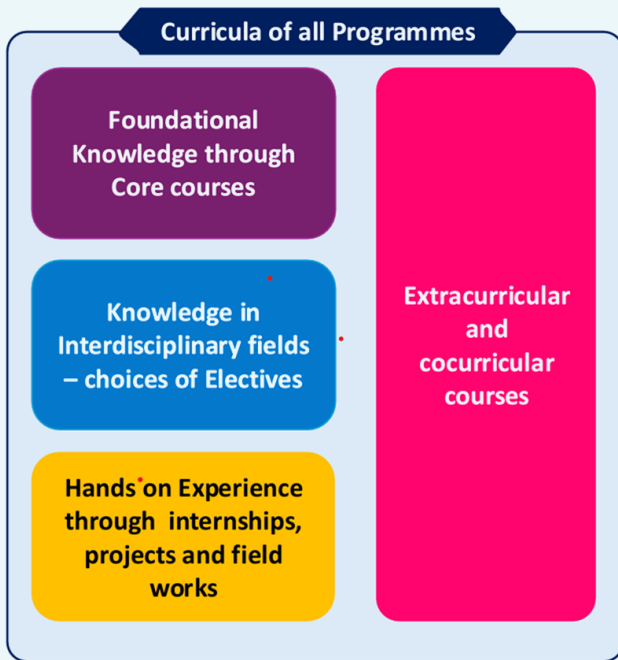 Curricula of all Programmes
Foundational
Knowledge through
Core courses
Knowledge in
Interdisciplinary fields
– choices of Electives
Hands on Experience
through internships,
projects and field
works
Extracurricular
and
cocurricular
courses